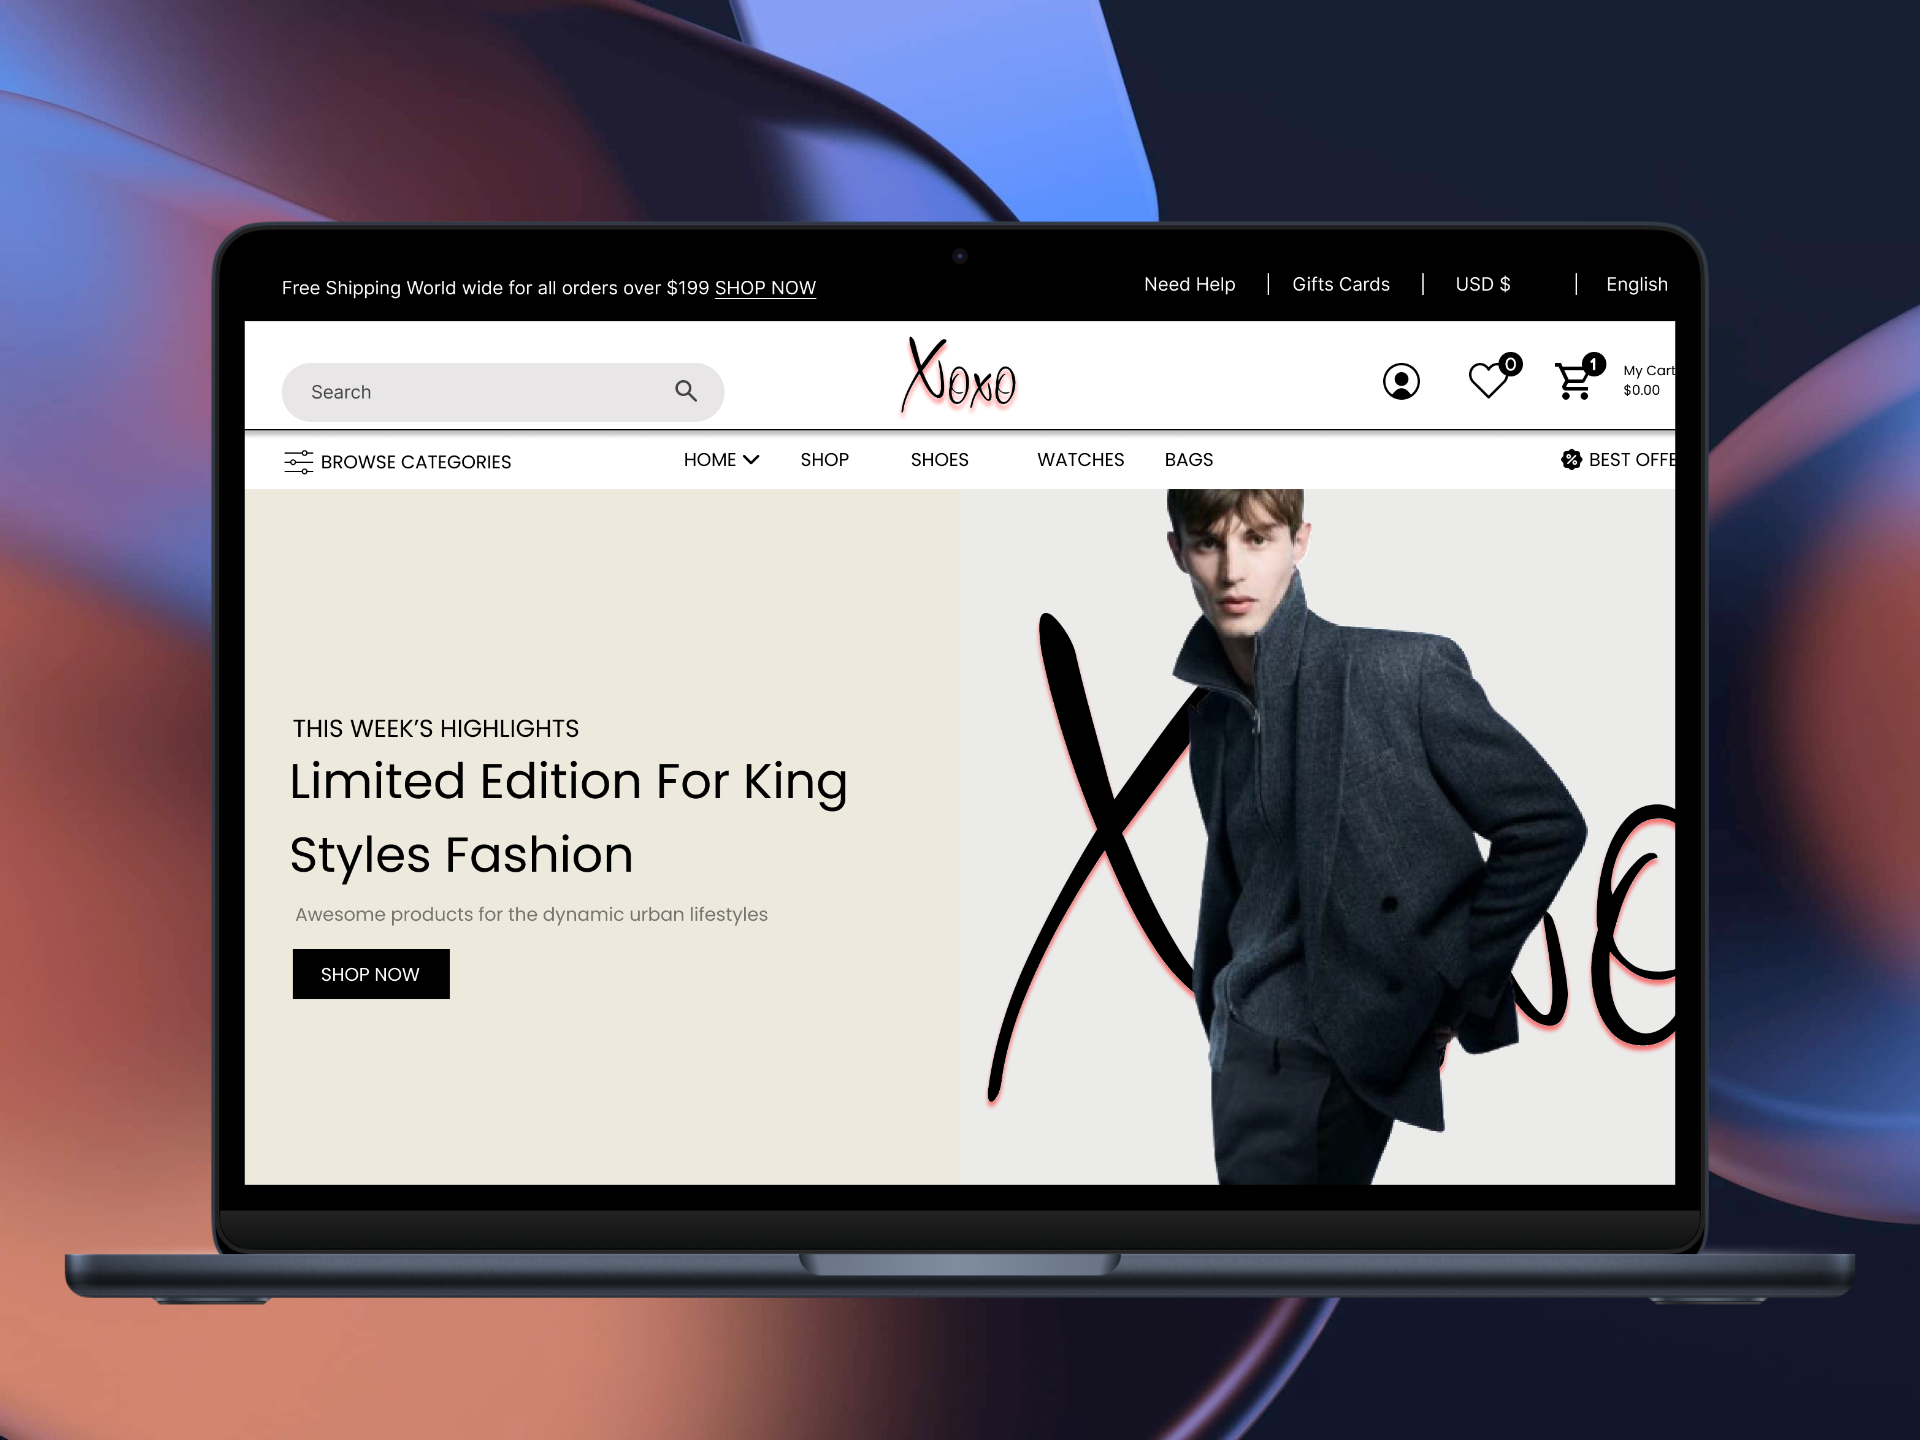 Free Shipping World wide for all orders over $199 SHOP NOW
Need Help | Gifts Cards | USD $ | English
Search
Xoxo
0
1
My Cart
$0.00
BROWSE CATEGORIES
HOME
SHOP
SHOES
WATCHES
BAGS
BEST OFFE
THIS WEEK’S HIGHLIGHTS
Limited Edition For King
Styles Fashion
Awesome products for the dynamic urban lifestyles
SHOP NOW
Xo